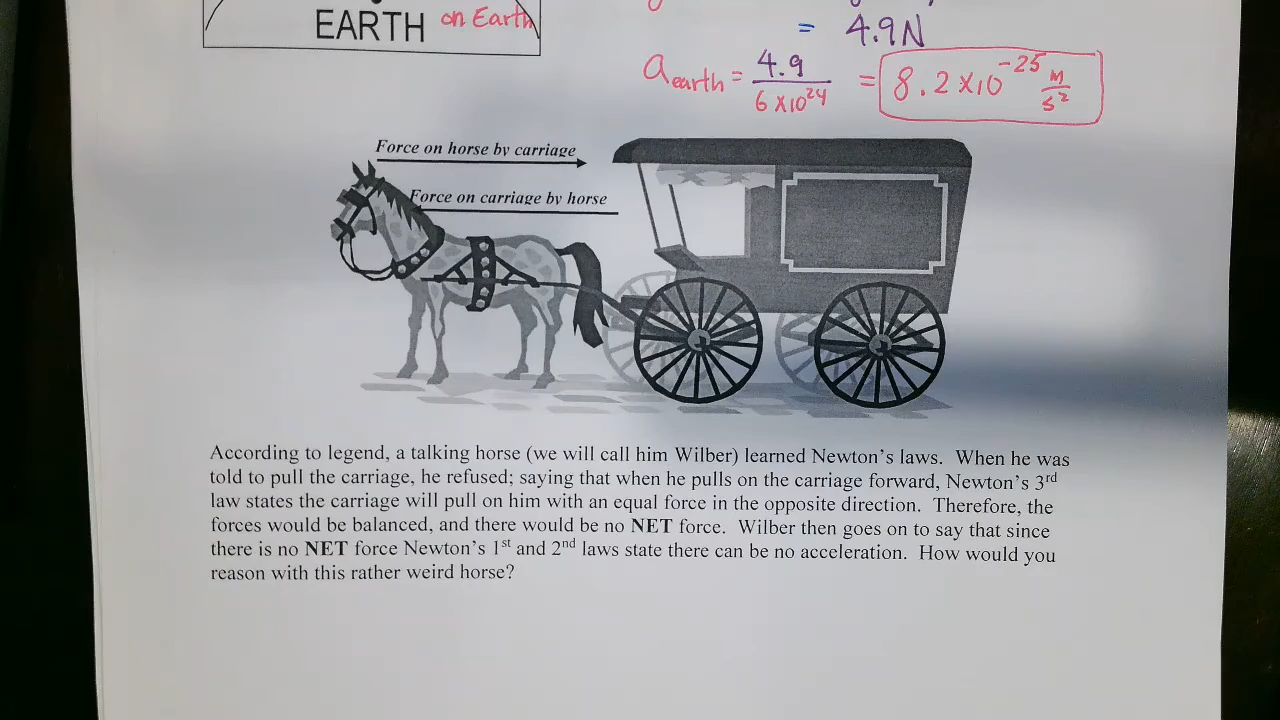 EARTH on Earth
= 4.9N
a earth = 4.9 / 6 x10^24 = 8.2 x10^-25 M/s^2
Force on horse by carriage
Force on carriage by horse
According to legend, a talking horse (we will call him Wilber) learned Newton's laws. When he was
told to pull the carriage, he refused; saying that when he pulls on the carriage forward, Newton's 3rd
law states the carriage will pull on him with an equal force in the opposite direction. Therefore, the
forces would be balanced, and there would be no NET force. Wilber then goes on to say that since
there is no NET force Newton's 1st and 2nd laws state there can be no acceleration. How would you
reason with this rather weird horse?